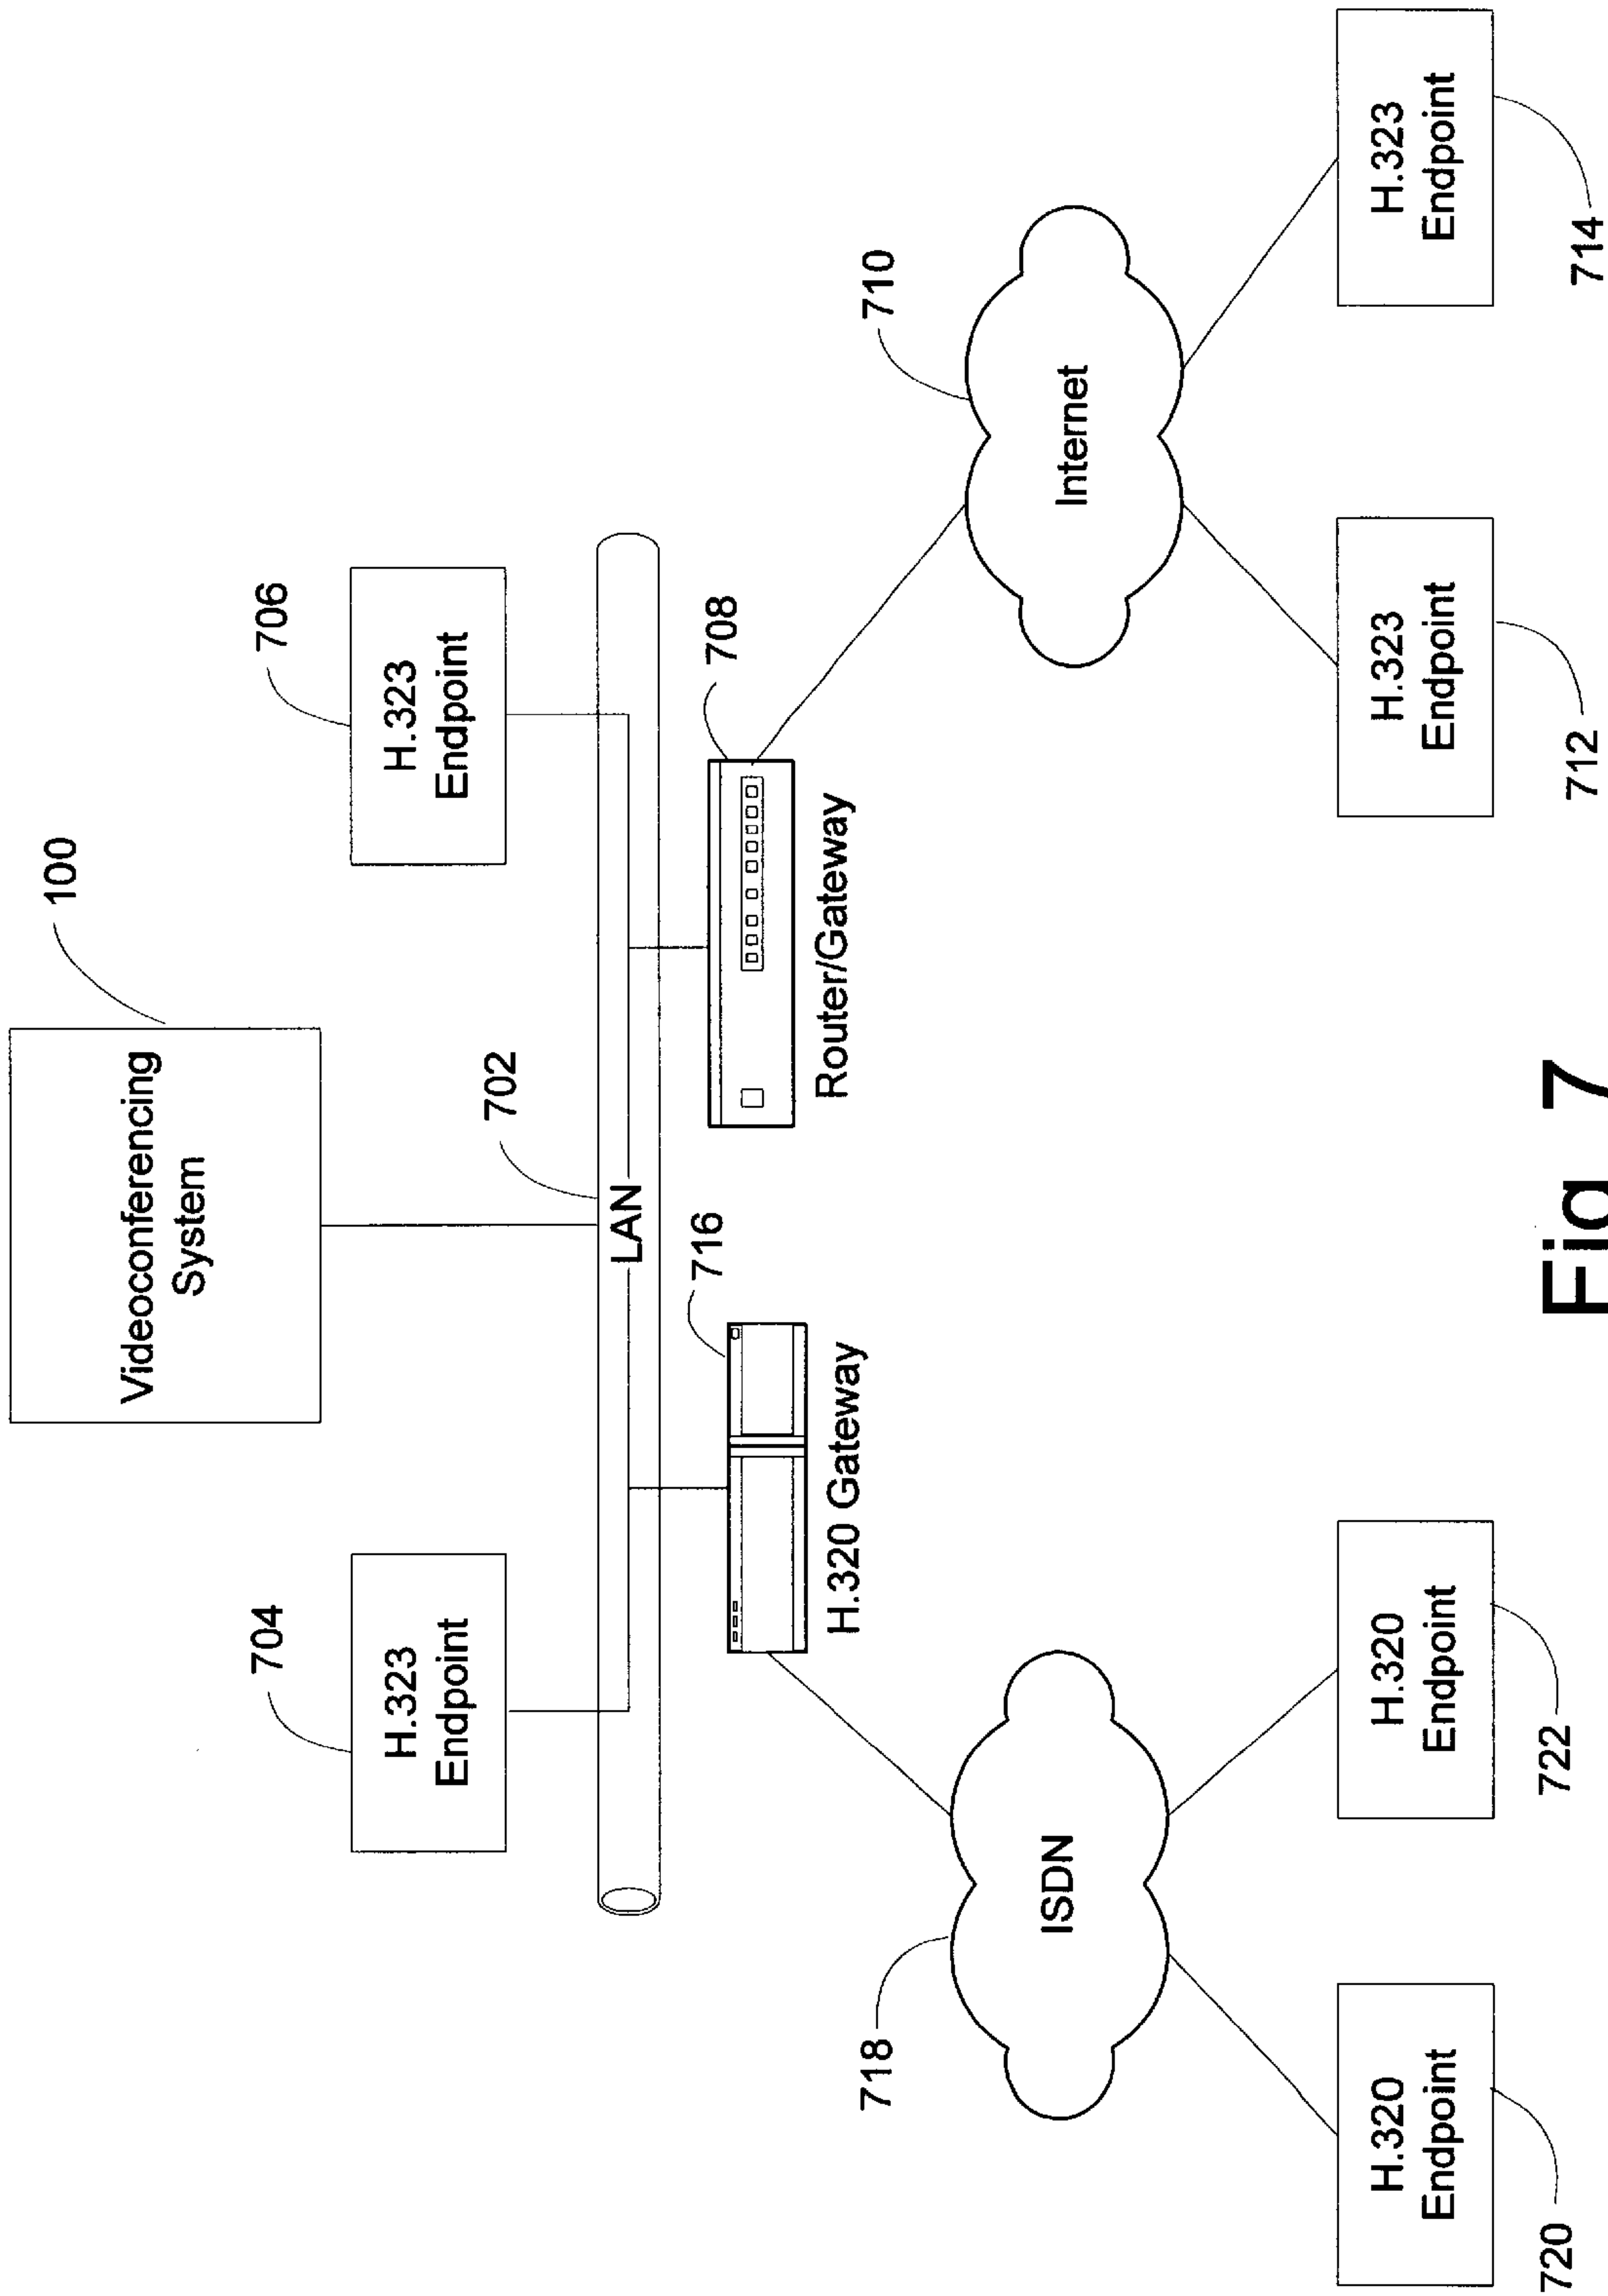 Videoconferencing
System
100
704
H.323
Endpoint
706
H.323
Endpoint
702
LAN
716
H.320 Gateway
708
Router/Gateway
718
ISDN
710
Internet
H.320
Endpoint
720
H.320
Endpoint
722
H.323
Endpoint
712
H.323
Endpoint
714
Fig 7